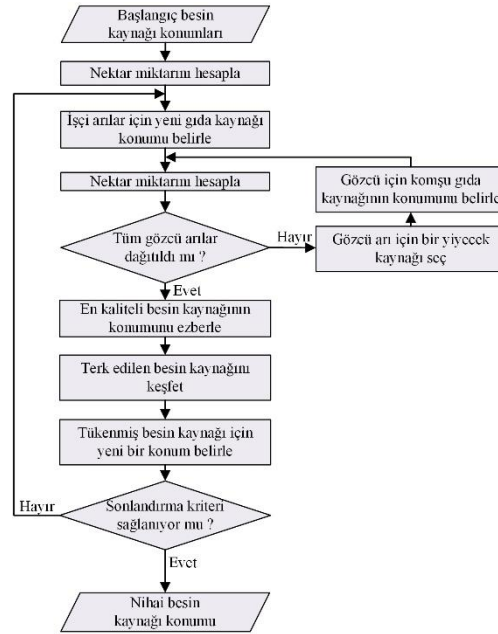 Başlangıç besin
kaynağı konumları
Nektar miktarını hesapla
İşçi arılar için yeni gıda kaynağı
konumu belirle
Nektar miktarını hesapla
Gözcü için komşu gıda
kaynağının konumunu belirle
Tüm gözcü arılar
dağıtıldı mı ?
Hayır
Gözcü arı için bir yiyecek
kaynağı seç
Evet
En kaliteli besin kaynağının
konumunu ezberle
Terk edilen besin kaynağını
keşfet
Tükenmiş besin kaynağı için
yeni bir konum belirle
Hayır
Sonlandırma kriteri
sağlanıyor mu ?
Evet
Nihai besin
kaynağı konumu